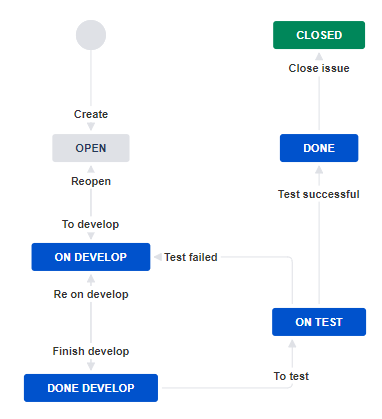 CLOSED
Close issue
Create
OPEN
DONE
Reopen
Test successful
To develop
ON DEVELOP
Test failed
Re on develop
ON TEST
Finish develop
To test
DONE DEVELOP